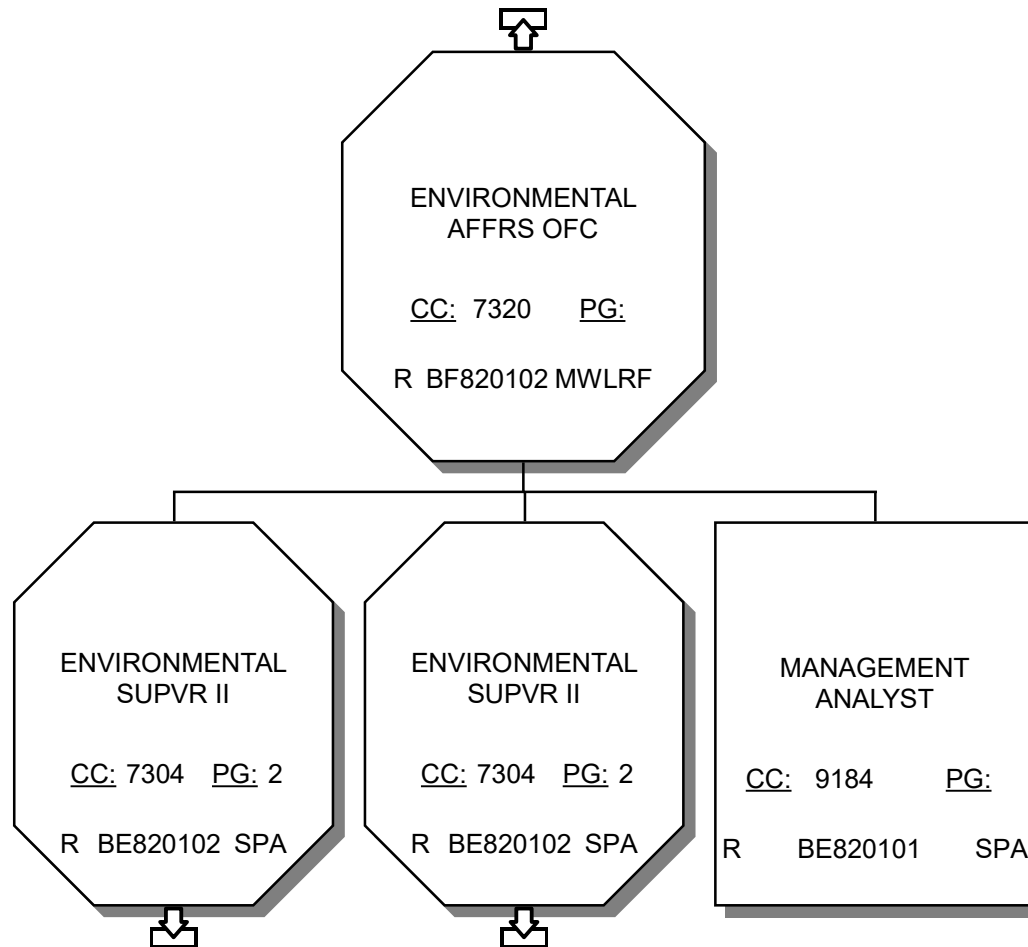 ENVIRONMENTAL
AFFRS OFC
CC: 7320 PG:
R BF820102 MWLRF
ENVIRONMENTAL
SUPVR II
CC: 7304 PG: 2
R BE820102 SPA
ENVIRONMENTAL
SUPVR II
CC: 7304 PG: 2
R BE820102 SPA
MANAGEMENT
ANALYST
CC: 9184 PG:
R BE820101 SPA